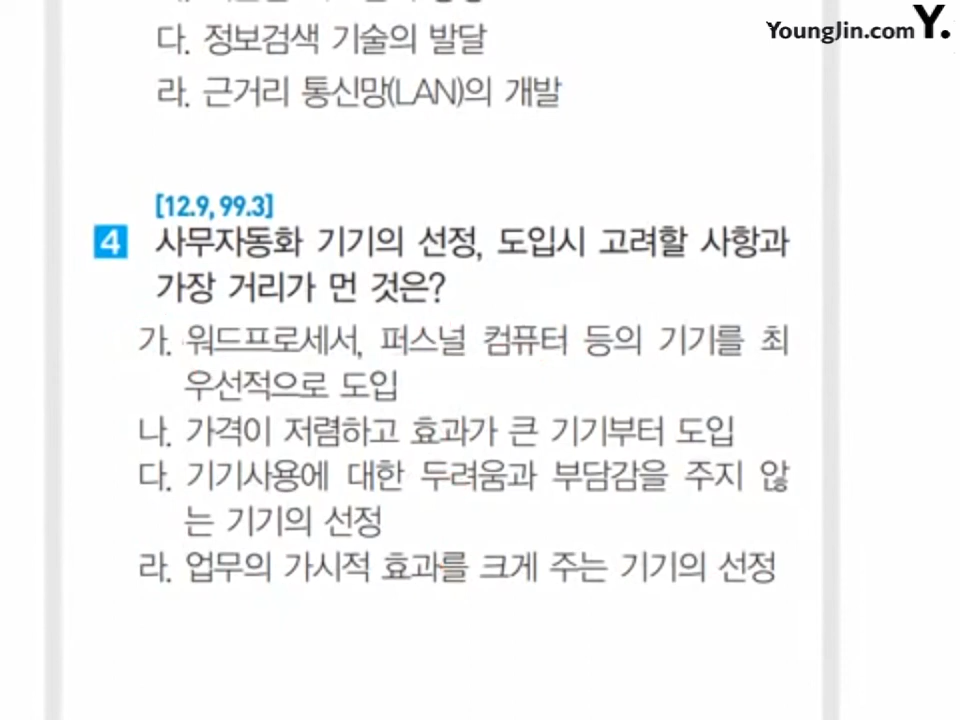 YoungJin.com Y.
다. 정보검색 기술의 발달
라. 근거리 통신망(LAN)의 개발
[12.9, 99.3]
4 사무자동화 기기의 선정, 도입시 고려할 사항과
가장 거리가 먼 것은?
가. 워드프로세서, 퍼스널 컴퓨터 등의 기기를 최
우선적으로 도입
나. 가격이 저렴하고 효과가 큰 기기부터 도입
다. 기기사용에 대한 두려움과 부담감을 주지 않
는 기기의 선정
라. 업무의 가시적 효과를 크게 주는 기기의 선정